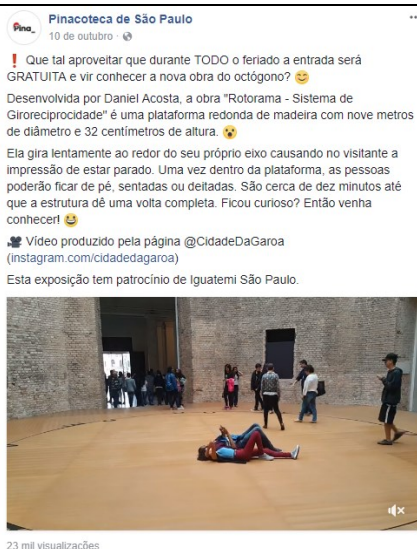 Pina_
Pinacoteca de São Paulo
10 de outubro ·
❗ Que tal aproveitar que durante TODO o feriado a entrada será
GRATUITA e vir conhecer a nova obra do octógono? 😊
Desenvolvida por Daniel Acosta, a obra "Rotorama - Sistema de
Giroreciprocidade" é uma plataforma redonda de madeira com nove metros
de diâmetro e 32 centímetros de altura. 😮
Ela gira lentamente ao redor do seu próprio eixo causando no visitante a
impressão de estar parado. Uma vez dentro da plataforma, as pessoas
poderão ficar de pé, sentadas ou deitadas. São cerca de dez minutos até
que a estrutura dê uma volta completa. Ficou curioso? Então venha
conhecer! 😂
🎥 Vídeo produzido pela página @CidadeDaGaroa
(instagram.com/cidadedagaroa)
Esta exposição tem patrocínio de Iguatemi São Paulo.
23 mil visualizações